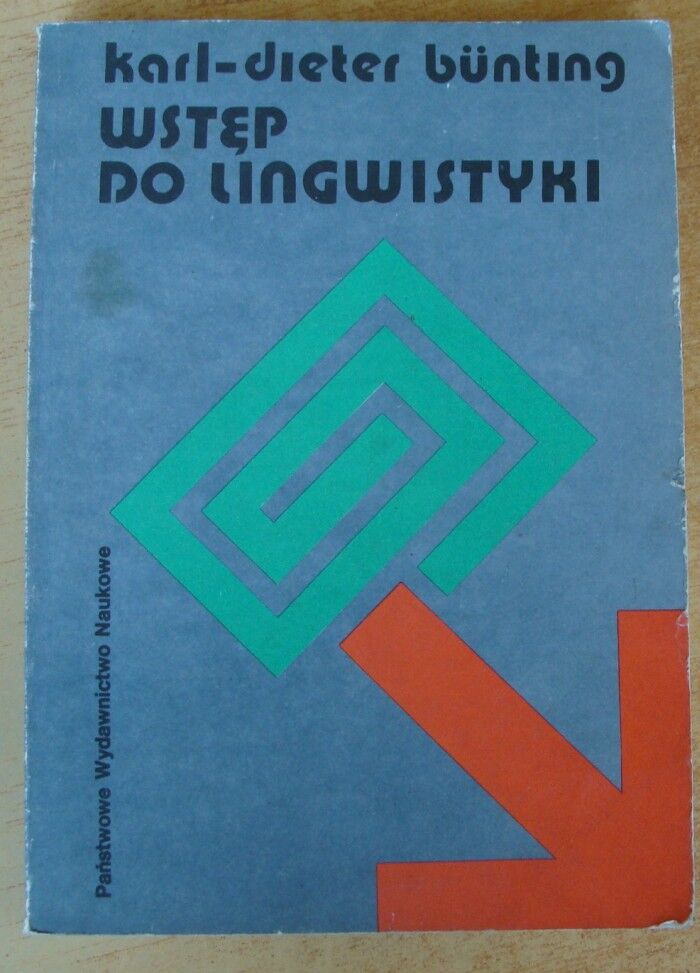 karl-dieter bünting
WSTĘP
DO LINGWISTYKI
Państwowe Wydawnictwo Naukowe